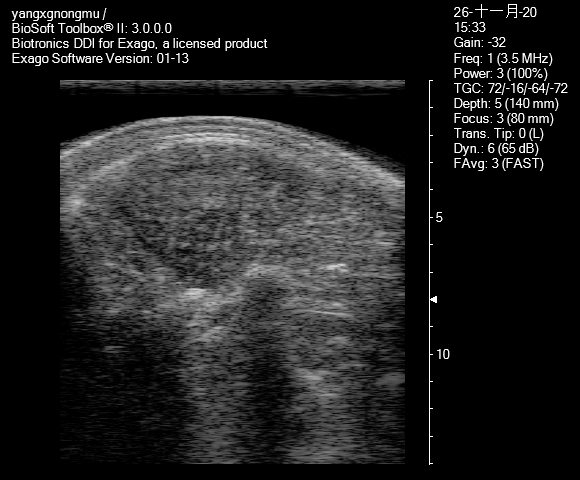 yangxgnongmu /
BioSoft Toolbox® II: 3.0.0.0
Biotronics DDI for Exago, a licensed product
Exago Software Version: 01-13
26-十一月-20
15:33
Gain: -32
Freq: 1 (3.5 MHz)
Power: 3 (100%)
TGC: 72/-16/-64/-72
Depth: 5 (140 mm)
Focus: 3 (80 mm)
Trans. Tip: 0 (L)
Dyn.: 6 (65 dB)
FAvg: 3 (FAST)
5
10